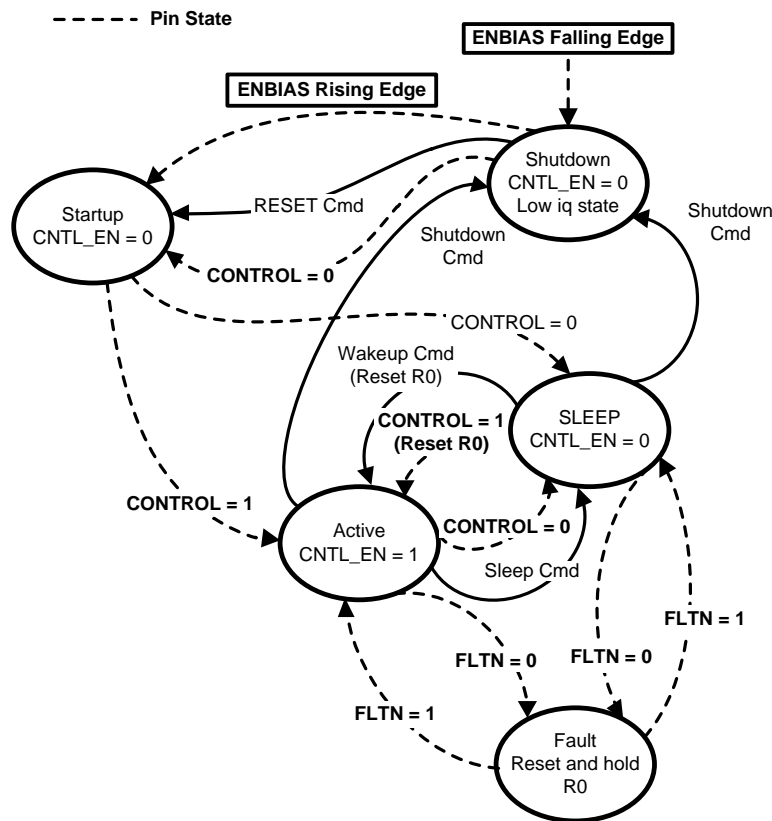 Pin State
ENBIAS Falling Edge
ENBIAS Rising Edge
Shutdown
CNTL_EN = 0
Low iq state
Startup
CNTL_EN = 0
RESET Cmd
Shutdown
Cmd
Shutdown
Cmd
CONTROL = 0
CONTROL = 0
Wakeup Cmd
(Reset R0)
CONTROL = 1
(Reset R0)
SLEEP
CNTL_EN = 0
CONTROL = 1
Active
CNTL_EN = 1
CONTROL = 0
Sleep Cmd
FLTN = 1
FLTN = 0
FLTN = 0
FLTN = 1
Fault
Reset and hold
R0